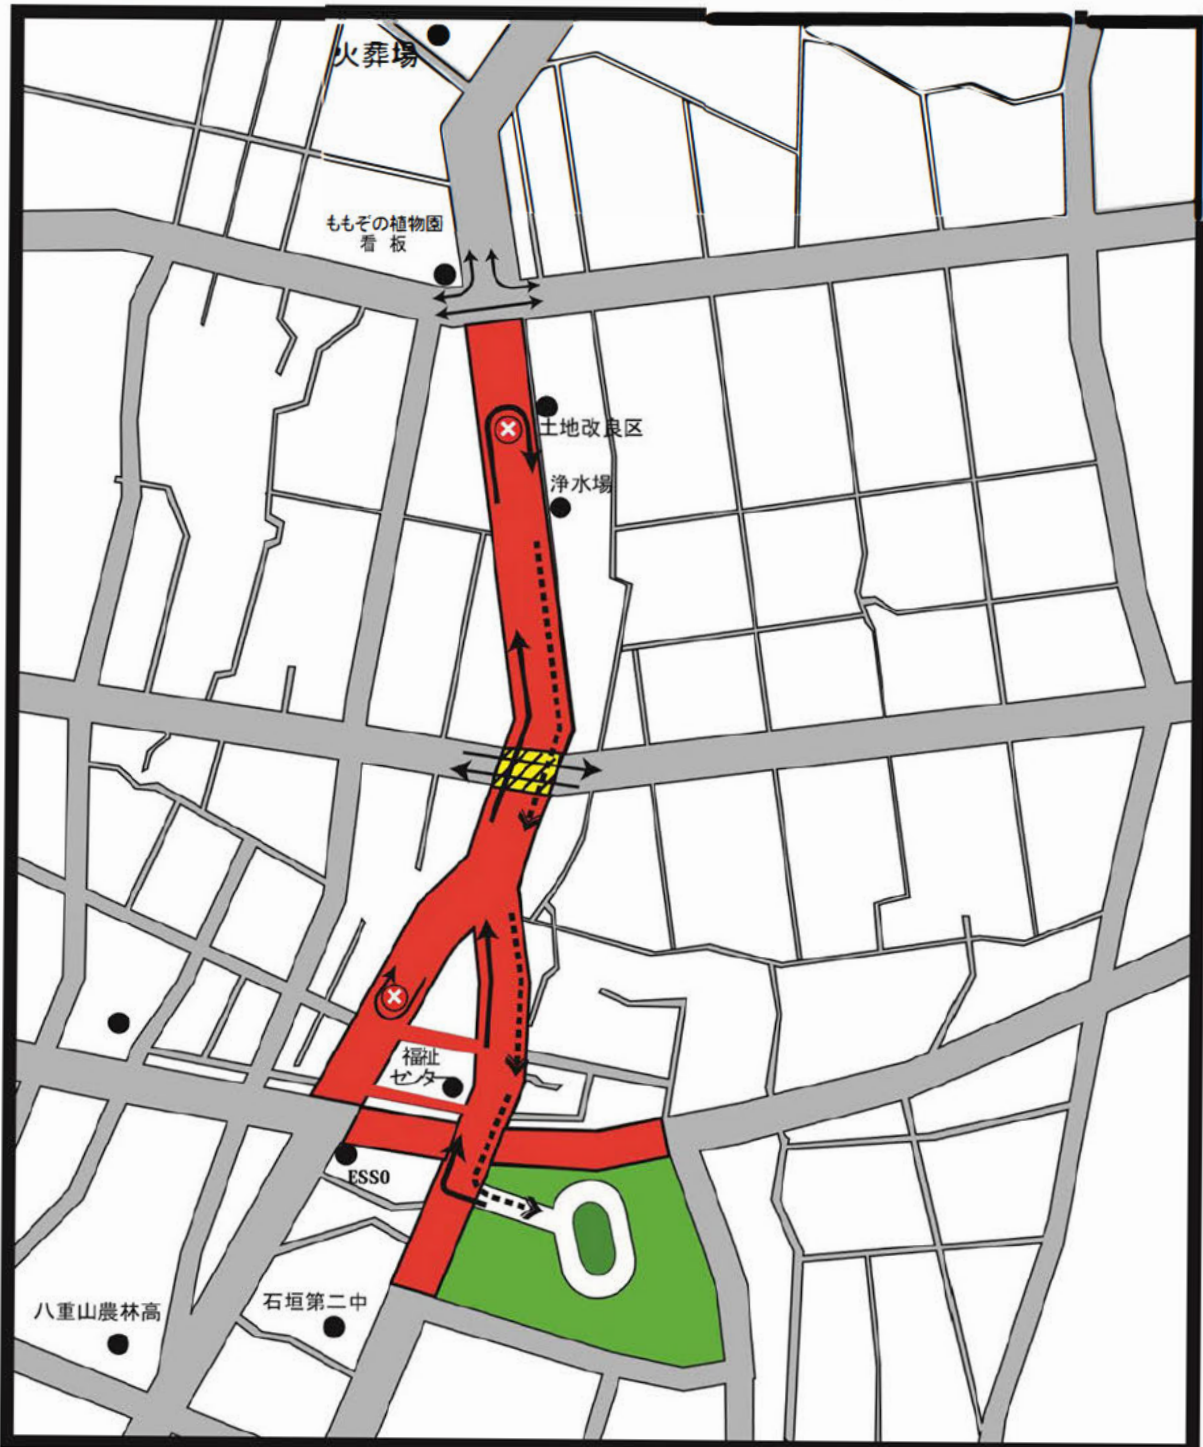 火葬場
ももぞの植物園
看板
土地改良区
浄水場
福祉
センター
ESSO
八重山農林高
石垣第二中